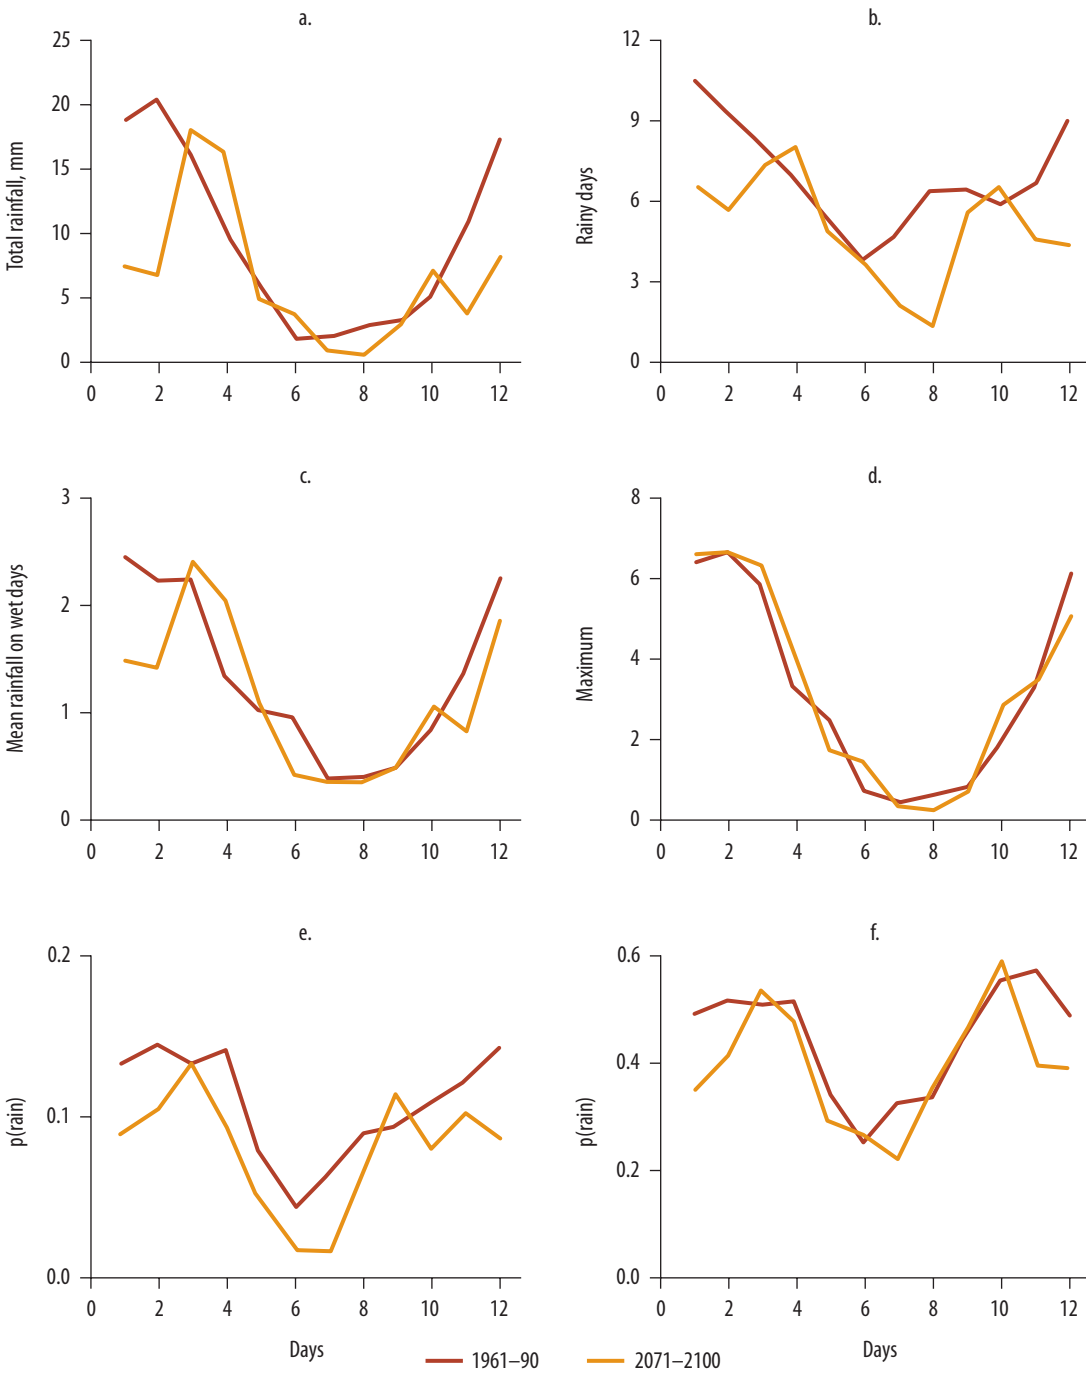 a.
Total rainfall, mm
25
20
15
10
5
0
0 2 4 6 8 10 12
b.
Rainy days
12
9
6
3
0
0 2 4 6 8 10 12
c.
Mean rainfall on wet days
3
2
1
0
0 2 4 6 8 10 12
d.
Maximum
8
6
4
2
0
0 2 4 6 8 10 12
e.
p(rain)
0.2
0.1
0.0
0 2 4 6 8 10 12
Days
f.
p(rain)
0.6
0.4
0.2
0.0
0 2 4 6 8 10 12
Days
1961–90 2071–2100